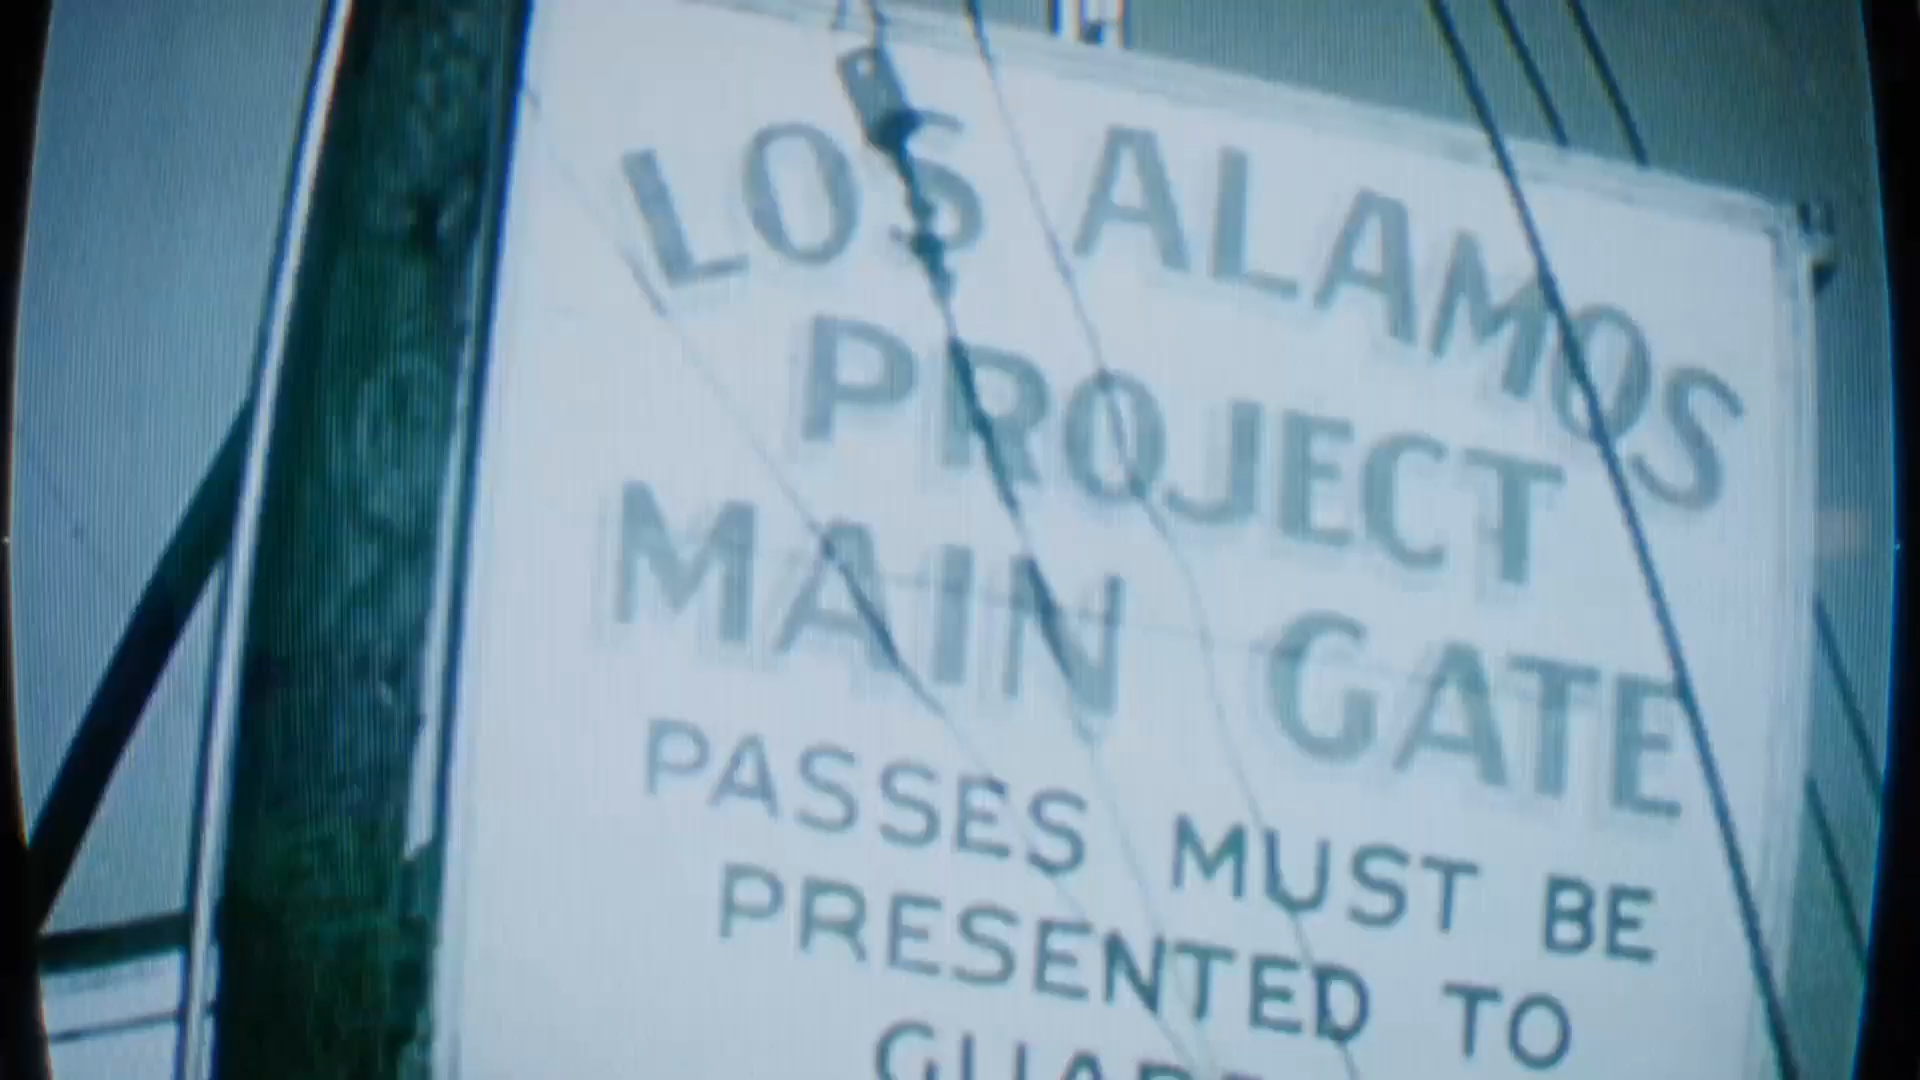 LOS ALAMOS
PROJECT
MAIN GATE
PASSES MUST BE
PRESENTED TO